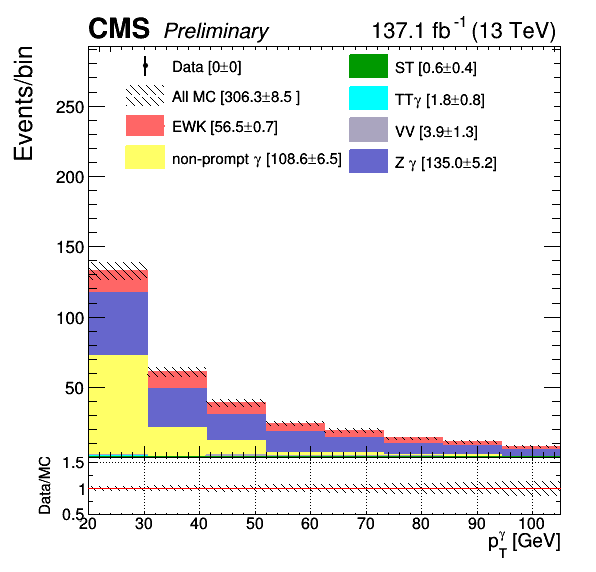 CMS Preliminary 137.1 fb⁻¹ (13 TeV)
Events/bin
Data [0±0]
All MC [306.3±8.5 ]
EWK [56.5±0.7]
non-prompt γ [108.6±6.5]
ST [0.6±0.4]
TTγ [1.8±0.8]
VV [3.9±1.3]
Z γ [135.0±5.2]
250
200
150
100
50
Data/MC
1.5
1
0.5
20 30 40 50 60 70 80 90 100
p_T^γ [GeV]